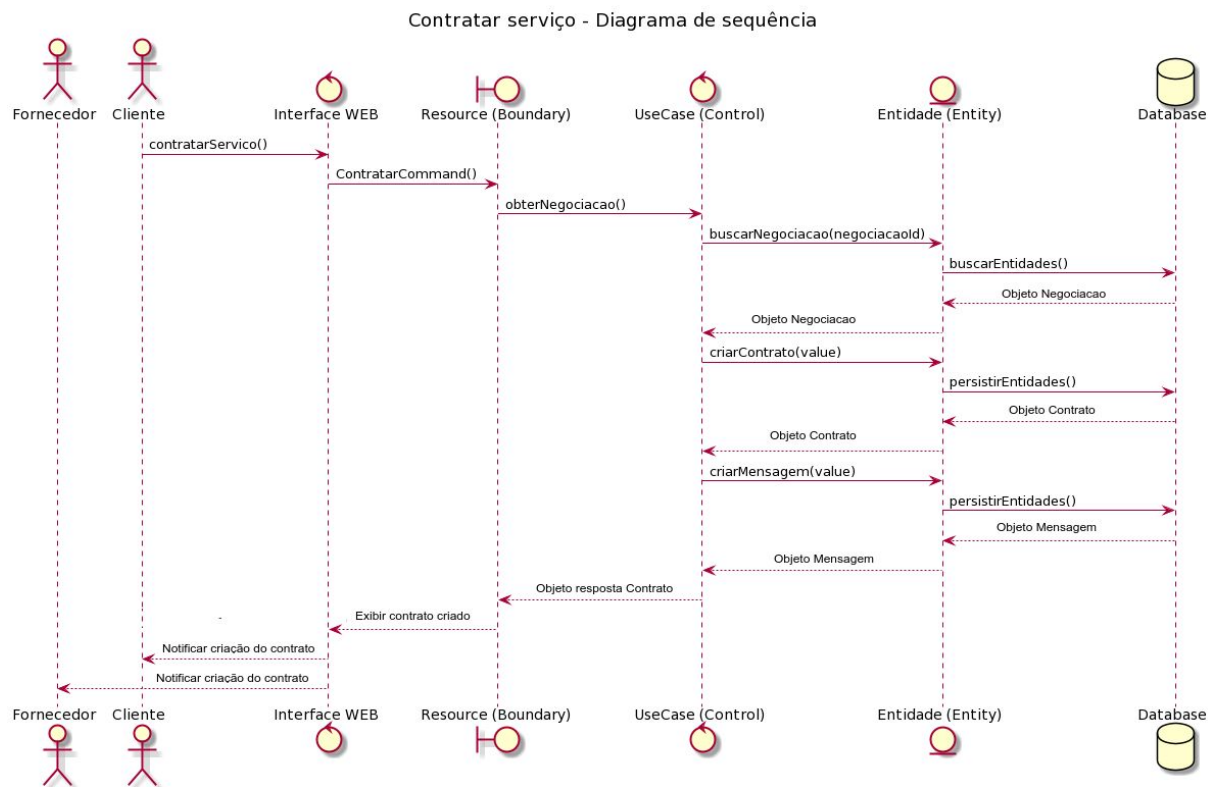 Contratar serviço - Diagrama de sequência
Fornecedor Cliente Interface WEB Resource (Boundary) UseCase (Control) Entidade (Entity) Database
contratarServico()
ContratarCommand()
obterNegociacao()
buscarNegociacao(negociacaoId)
buscarEntidades()
Objeto Negociacao
Objeto Negociacao
criarContrato(value)
persistirEntidades()
Objeto Contrato
Objeto Contrato
criarMensagem(value)
persistirEntidades()
Objeto Mensagem
Objeto Mensagem
Objeto resposta Contrato
Exibir contrato criado
Notificar criação do contrato
Notificar criação do contrato
Fornecedor Cliente Interface WEB Resource (Boundary) UseCase (Control) Entidade (Entity) Database